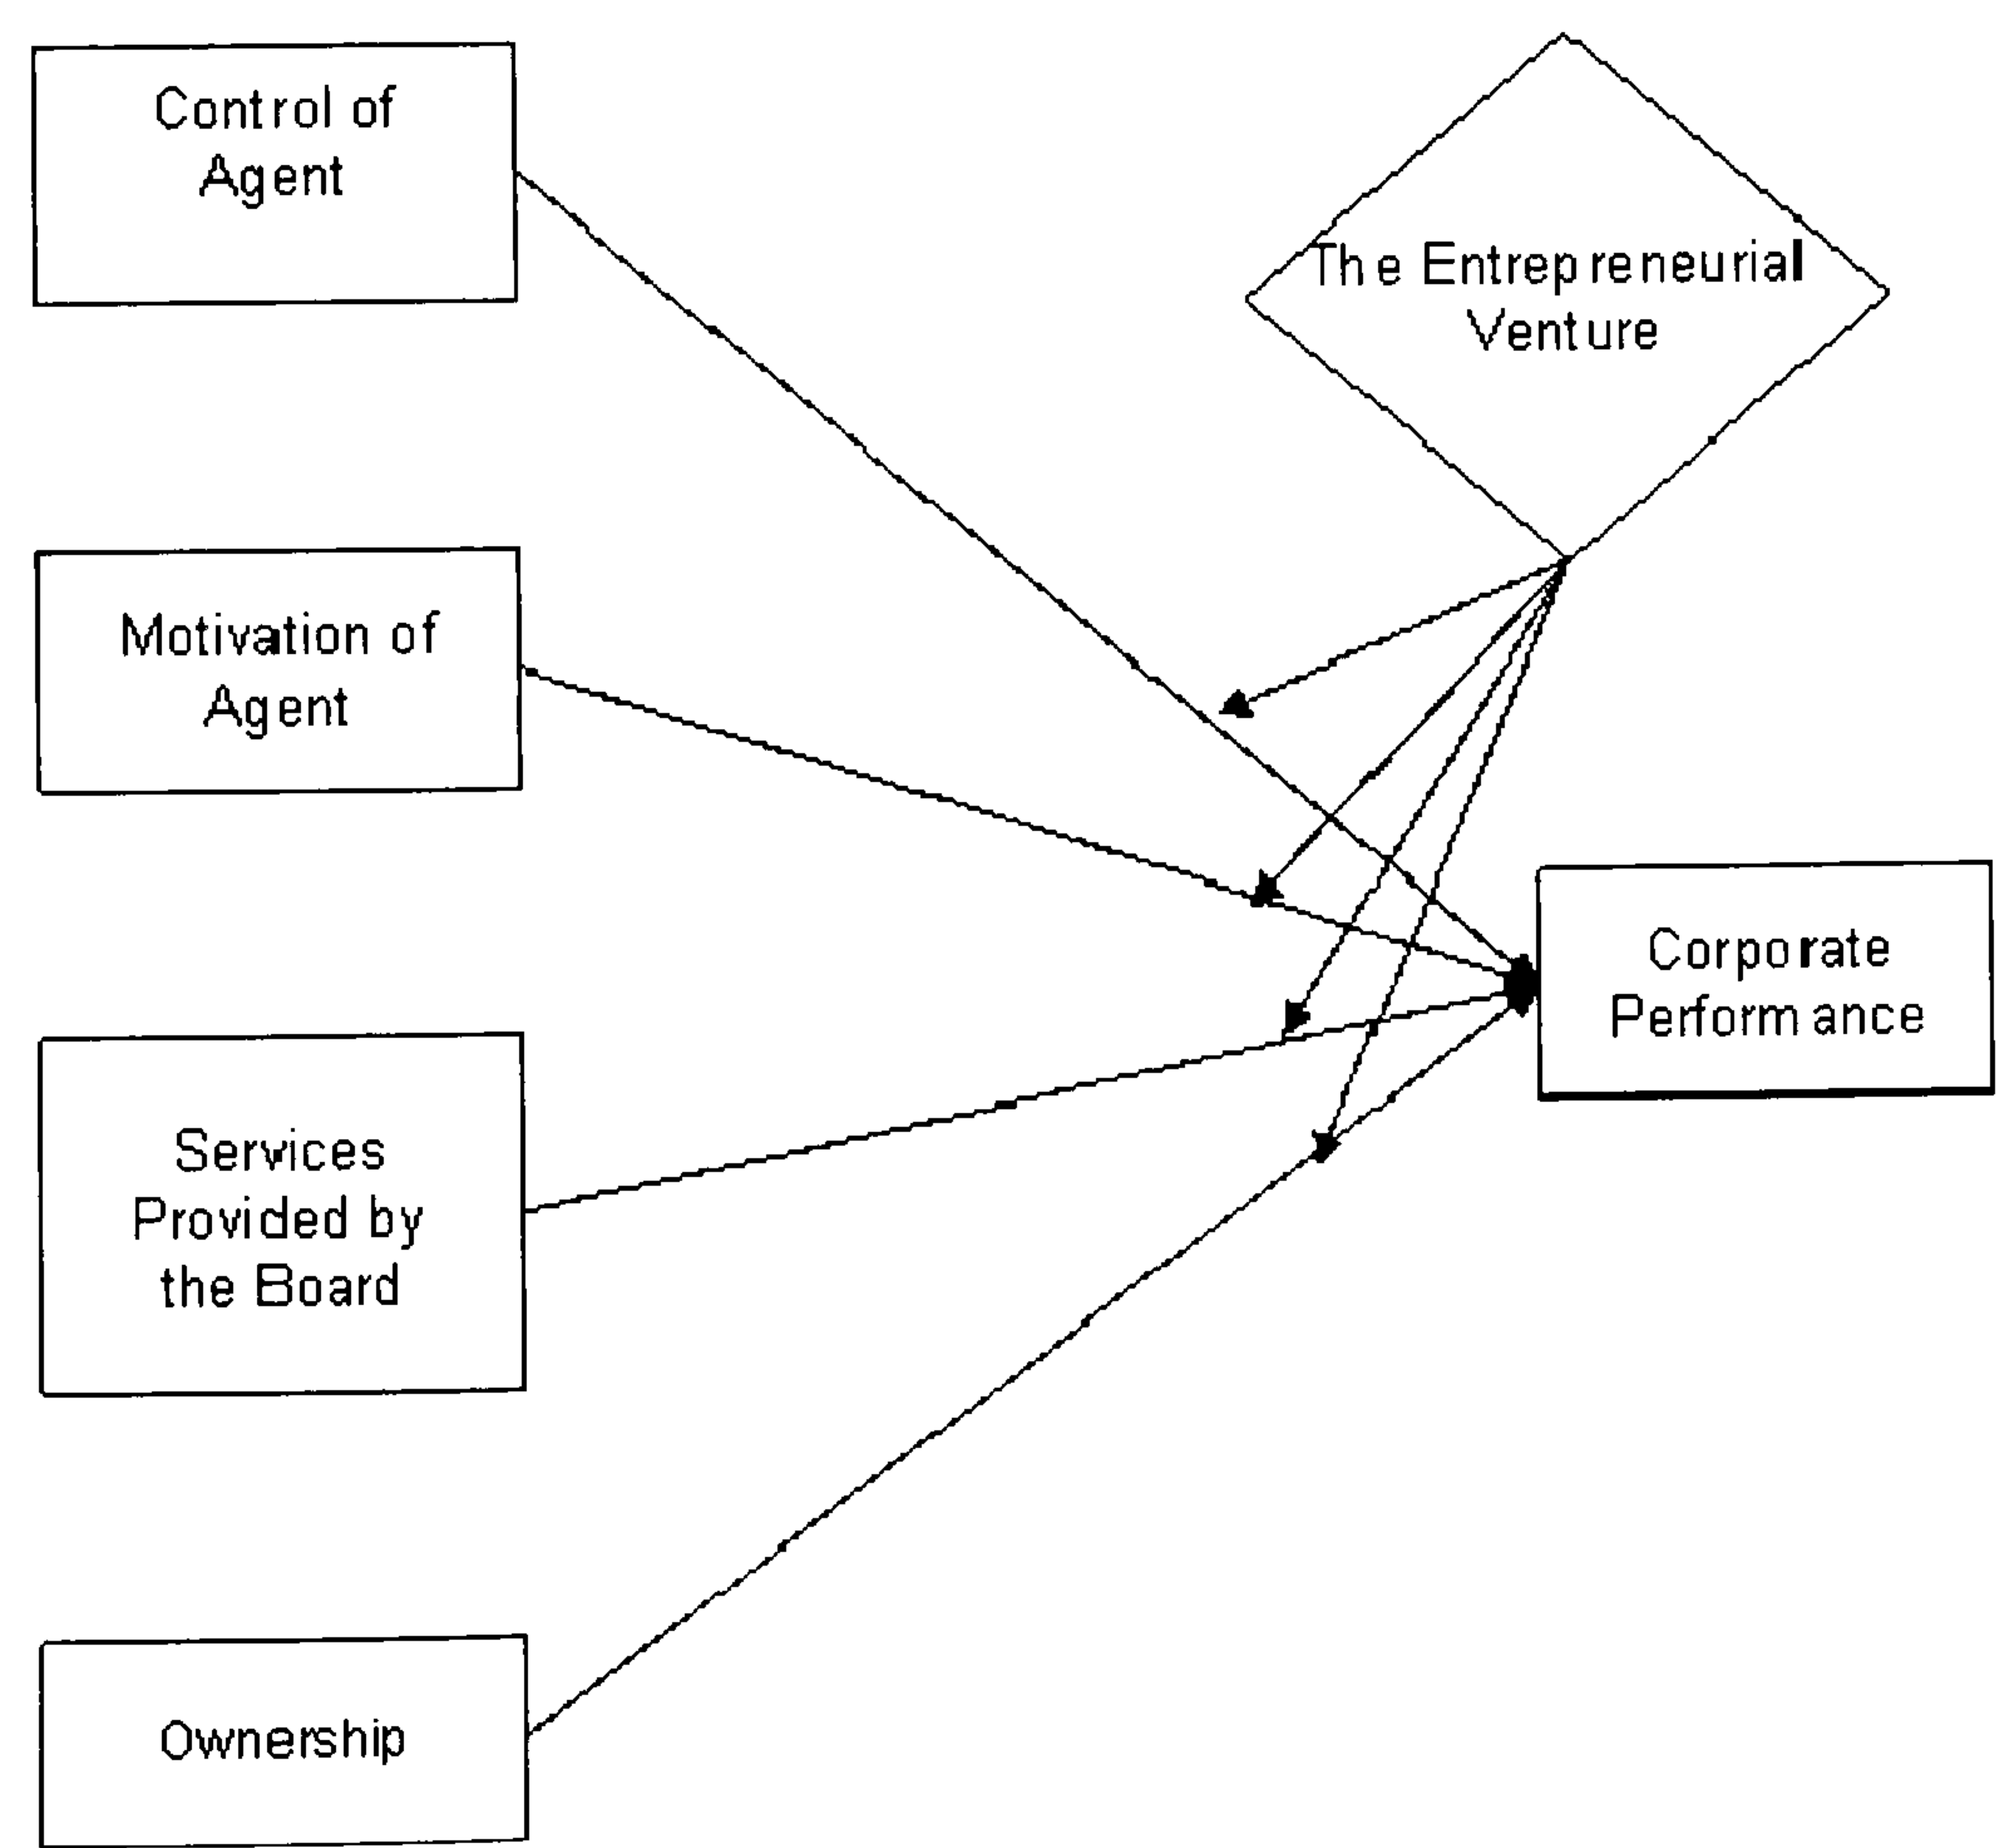 Control of
Agent
The Entrepreneurial
Venture
Motivation of
Agent
Corporate
Performance
Services
Provided by
the Board
Ownership